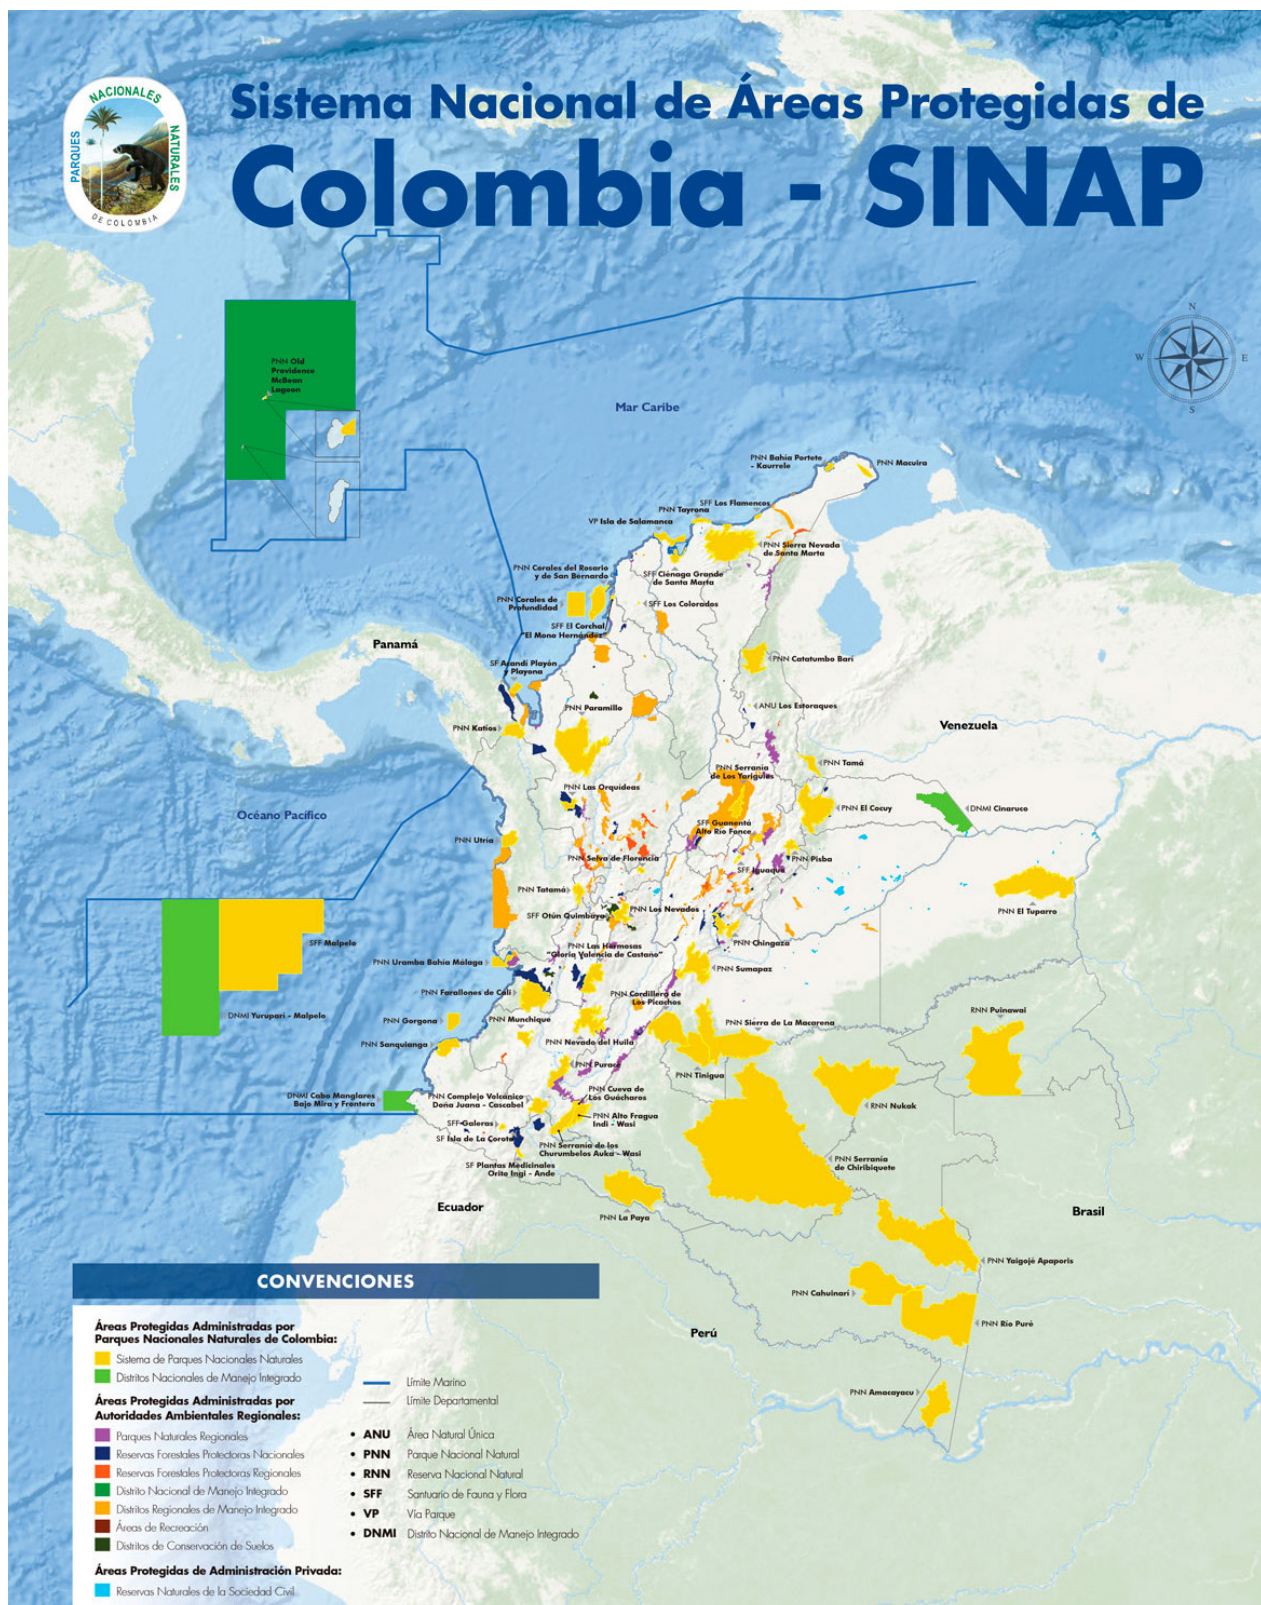 PARQUES
NACIONALES
NATURALES
DE COLOMBIA
Sistema Nacional de Áreas Protegidas de
Colombia - SINAP
N
W
E
S
PNN Old
Providence
McBean
Lagoon
Mar Caribe
PNN Bahía Portete
- Kaurrele
PNN Macuira
SFF Los Flamencos
PNN Tayrona
VP Isla de Salamanca
PNN Sierra Nevada
de Santa Marta
PNN Corales del Rosario
y de San Bernardo
SFF Ciénaga Grande
de Santa Marta
PNN Corales de
Profundidad
SFF Los Colorados
SFF El Corchal
"El Mono Hernández"
Panamá
SF Acandí Playón
y Playona
PNN Catatumbo Barí
PNN Paramillo
ANU Los Estoraques
PNN Katíos
Venezuela
PNN Tamá
PNN Serranía
de Los Yariguíes
PNN Las Orquídeas
PNN El Cocuy
DNMI Cinaruco
Océano Pacífico
SFF Guanentá
Alto Río Fonce
PNN Utría
PNN Selva de Florencia
PNN Pisba
SFF Iguaque
PNN Tatamá
PNN Los Nevados
PNN El Tuparro
SFF Otún Quimbaya
SFF Malpelo
PNN Las Hermosas
"Gloria Valencia de Castaño"
PNN Chingaza
PNN Uramba Bahía Málaga
PNN Sumapaz
PNN Farallones de Cali
PNN Cordillera de
Los Picachos
DNMI Yuruparí - Malpelo
PNN Gorgona
PNN Munchique
PNN Sierra de La Macarena
RNN Puinawai
PNN Sanquianga
PNN Nevado del Huila
PNN Puracé
PNN Tinigua
DNMI Cabo Manglares
Bajo Mira y Frontera
PNN Complejo Volcánico
Doña Juana - Cascabel
PNN Cueva de
Los Guácharos
RNN Nukak
PNN Alto Fragua
Indi - Wasi
SFF Galeras
SF Isla de La Corota
PNN Serranía de los
Churumbelos Auka - Wasi
PNN Serranía
de Chiribiquete
SF Plantas Medicinales
Orito Ingi - Ande
Ecuador
PNN La Paya
Brasil
PNN Yaigojé Apaporis
PNN Cahuinarí
PNN Río Puré
Perú
PNN Amacayacu
CONVENCIONES
Áreas Protegidas Administradas por
Parques Nacionales Naturales de Colombia:
Sistema de Parques Nacionales Naturales
Distritos Nacionales de Manejo Integrado
Áreas Protegidas Administradas por
Autoridades Ambientales Regionales:
Parques Naturales Regionales
Reservas Forestales Protectoras Nacionales
Reservas Forestales Protectoras Regionales
Distrito Nacional de Manejo Integrado
Distritos Regionales de Manejo Integrado
Áreas de Recreación
Distritos de Conservación de Suelos
Áreas Protegidas de Administración Privada:
Reservas Naturales de la Sociedad Civil
Límite Marino
Límite Departamental
• ANU Área Natural Única
• PNN Parque Nacional Natural
• RNN Reserva Nacional Natural
• SFF Santuario de Fauna y Flora
• VP Vía Parque
• DNMI Distrito Nacional de Manejo Integrado